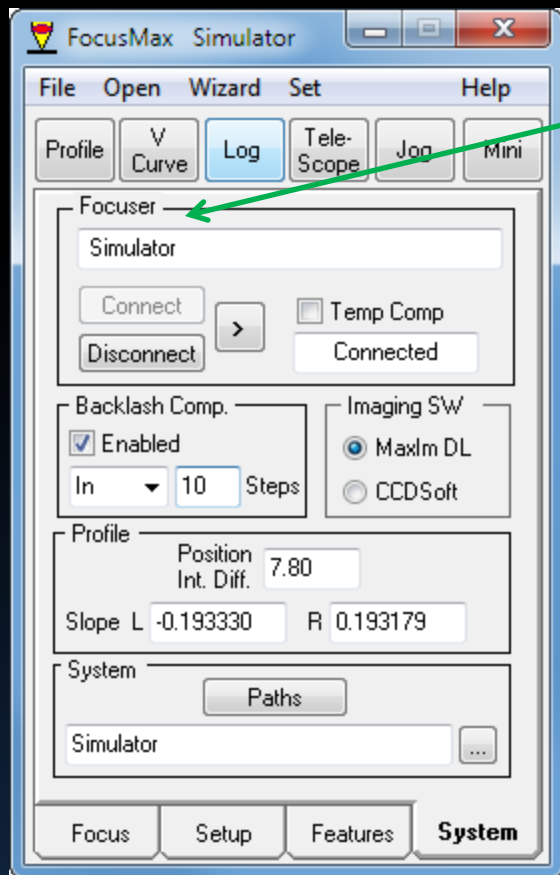 FocusMax Simulator
File Open Wizard Set Help
Profile V Curve Log Tele-Scope Jog Mini
Focuser
Simulator
Connect
> Temp Comp
Disconnect Connected
Backlash Comp. Imaging SW
Enabled MaxIm DL
In 10 Steps CCDSoft
Profile
Position
Int. Diff. 7.80
Slope L -0.193330 R 0.193179
System
Paths
Simulator ...
Focus Setup Features System